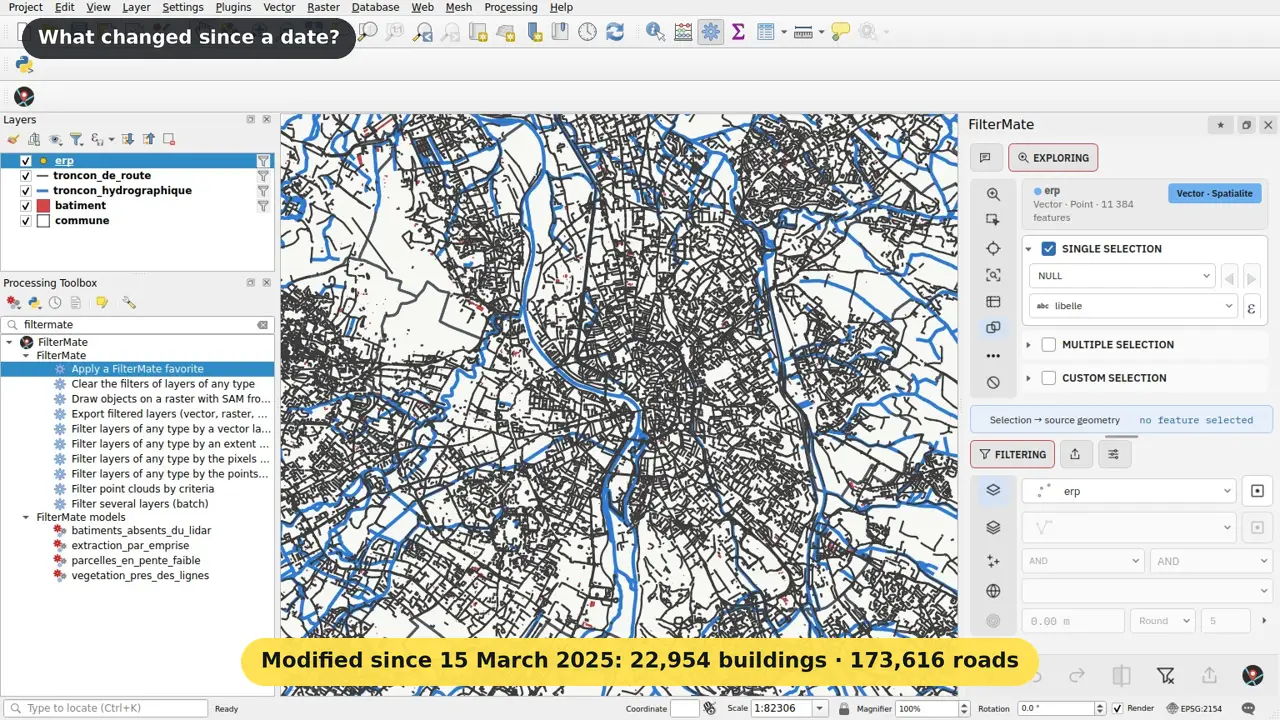 Project Edit View Layer Settings Plugins Vector Raster Database Web Mesh Processing Help
What changed since a date?
Layers
erp
troncon_de_route
troncon_hydrographique
batiment
commune
Processing Toolbox
filtermate
FilterMate
FilterMate
Apply a FilterMate favorite
Clear the filters of layers of any type
Draw objects on a raster with SAM fro...
Export filtered layers (vector, raster, ...
Filter layers of any type by a vector la...
Filter layers of any type by an extent ...
Filter layers of any type by the pixels ...
Filter layers of any type by the points...
Filter point clouds by criteria
Filter several layers (batch)
FilterMate models
batiments_absents_du_lidar
extraction_par_emprise
parcelles_en_pente_faible
vegetation_pres_des_lignes
FilterMate
EXPLORING
erp
Vector · Point · 11 384
features
Vector · Spatialite
SINGLE SELECTION
NULL
abc libelle
ε
MULTIPLE SELECTION
CUSTOM SELECTION
Selection → source geometry no feature selected
FILTERING
erp
AND AND
0.00 m Round 5
Modified since 15 March 2025: 22,954 buildings · 173,616 roads
Type to locate (Ctrl+K) Ready Coordinate Scale 1:82306 Magnifier 100% Rotation 0.0 ° Render EPSG:2154